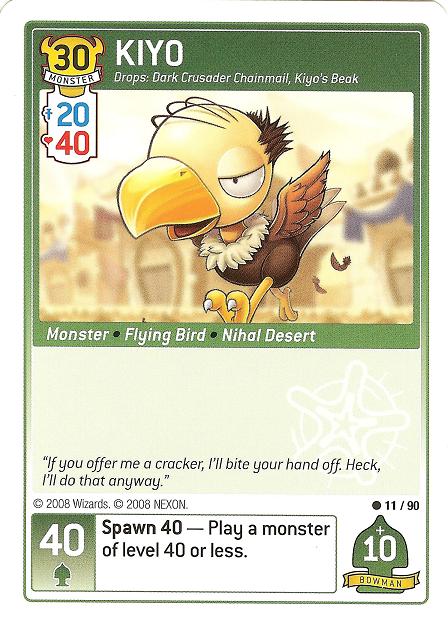 30
MONSTER
KIYO
Drops: Dark Crusader Chainmail, Kiyo's Beak
20
40
Monster • Flying Bird • Nihal Desert
"If you offer me a cracker, I'll bite your hand off. Heck,
I'll do that anyway."
© 2008 Wizards. © 2008 NEXON.
● 11 / 90
40
Spawn 40 — Play a monster
of level 40 or less.
+
10
BOWMAN